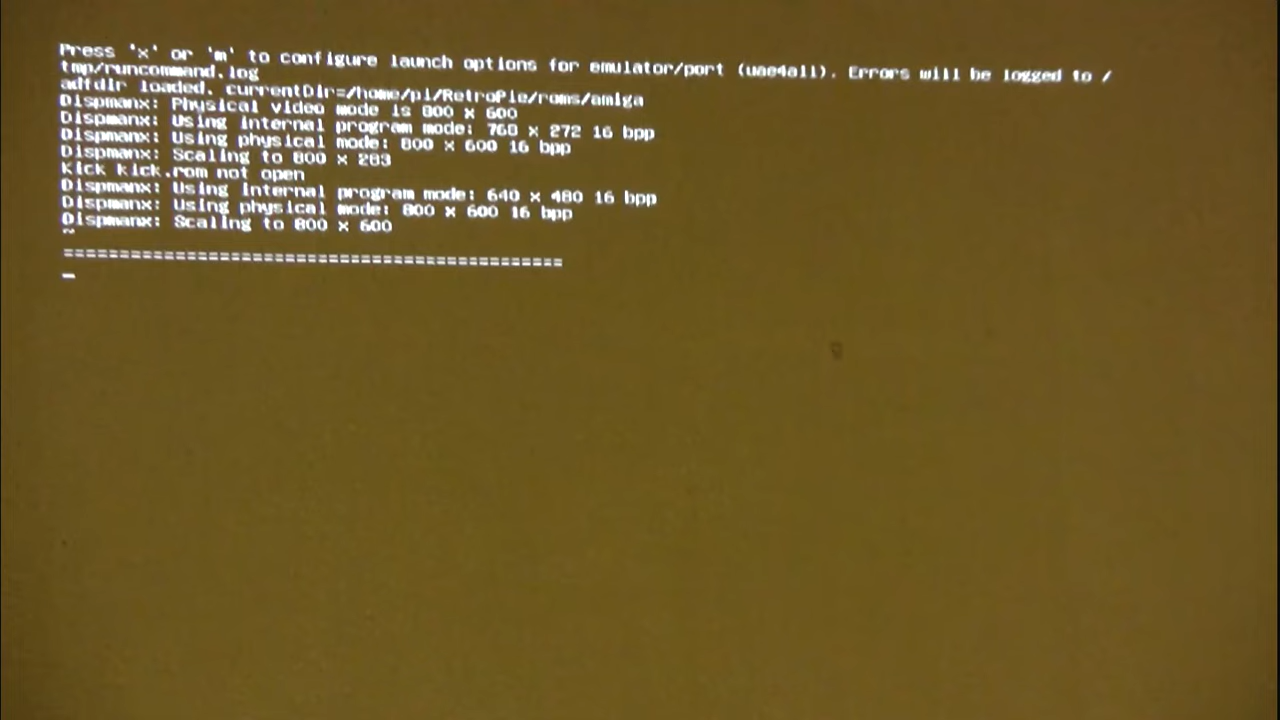 Press 'x' or 'm' to configure launch options for emulator/port (uae4all). Errors will be logged to /
tmp/runcommand.log
adfdir loaded. currentDir=/home/pi/RetroPie/roms/amiga
Dispmanx: Physical video mode is 800 x 600
Dispmanx: Using internal program mode: 768 x 272 16 bpp
Dispmanx: Using physical mode: 800 x 600 16 bpp
Dispmanx: Scaling to 800 x 283
Kick kick.rom not open
Dispmanx: Using internal program mode: 640 x 480 16 bpp
Dispmanx: Using physical mode: 800 x 600 16 bpp
Dispmanx: Scaling to 800 x 600
~
======================================================
_